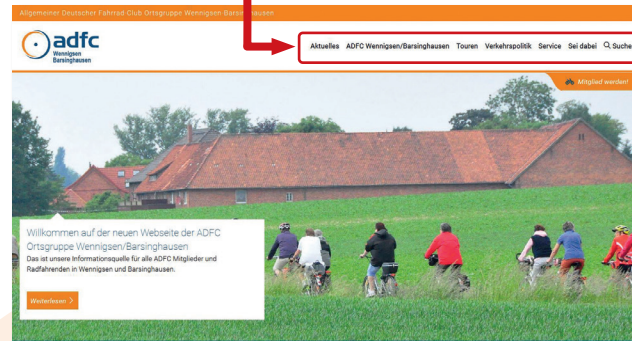 Allgemeiner Deutscher Fahrrad-Club Ortsgruppe Wennigsen-Barsinghausen
adfc
Wennigsen
Barsinghausen
Aktuelles ADFC Wennigsen/Barsinghausen Touren Verkehrspolitik Service Sei dabei Suche
Mitglied werden!
Willkommen auf der neuen Webseite der ADFC
Ortsgruppe Wennigsen/Barsinghausen
Das ist unsere Informationsquelle für alle ADFC Mitglieder und
Radfahrenden in Wennigsen und Barsinghausen.
Weiterlesen >